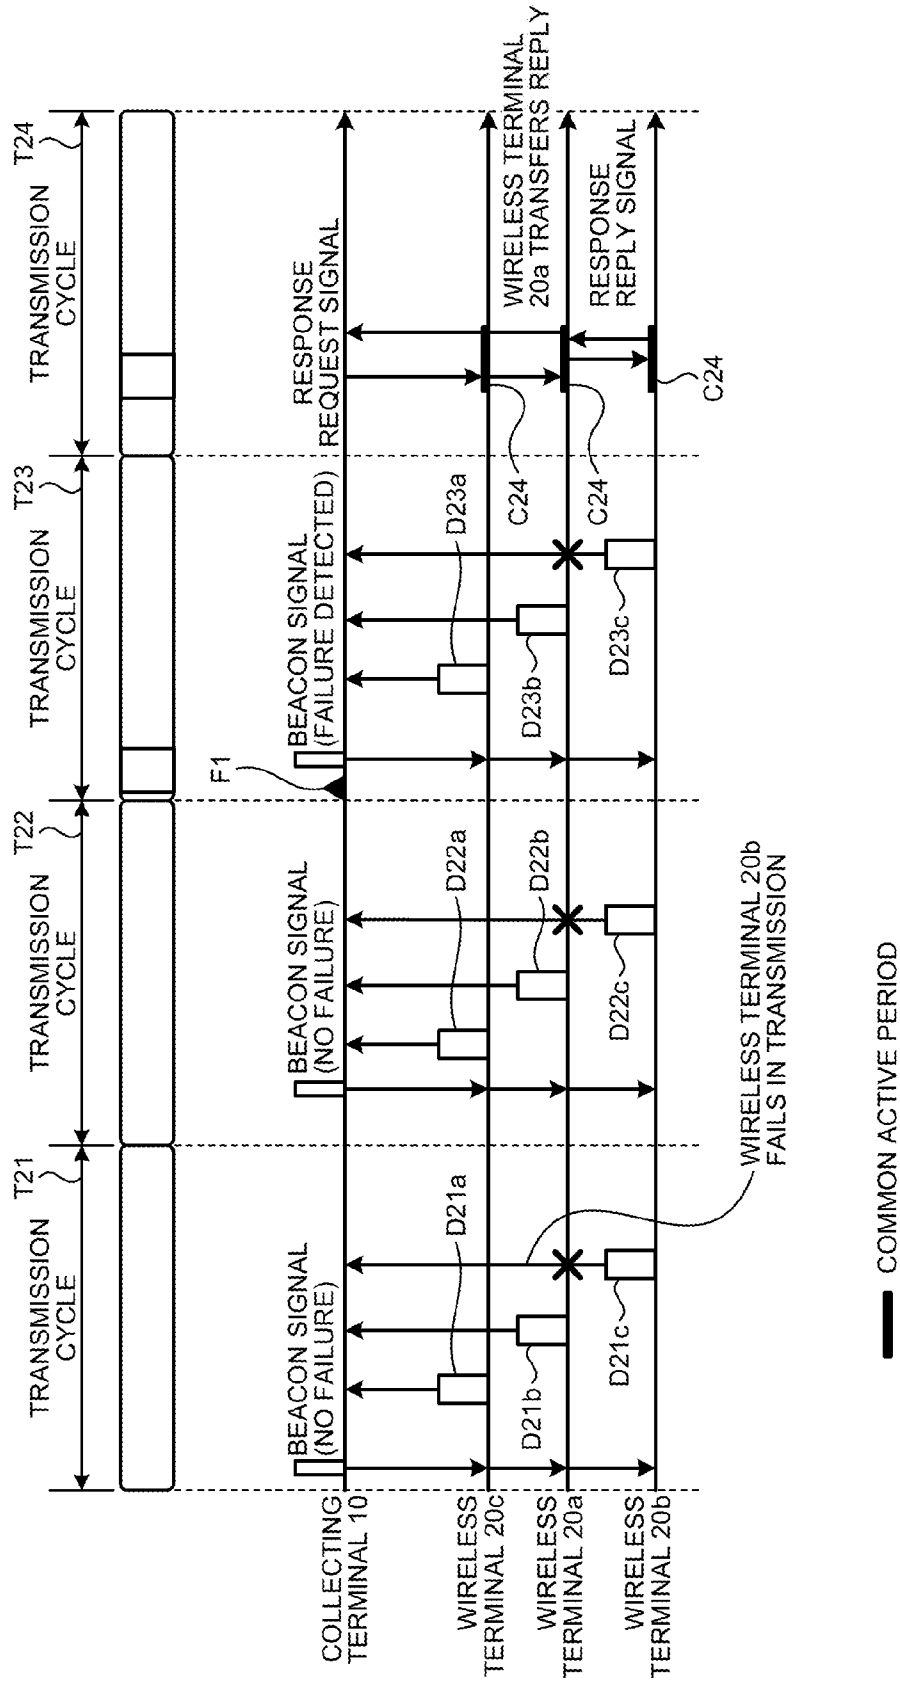 T21
T22
T23
T24
TRANSMISSION
CYCLE
TRANSMISSION
CYCLE
TRANSMISSION
CYCLE
TRANSMISSION
CYCLE
BEACON SIGNAL
(NO FAILURE)
BEACON SIGNAL
(NO FAILURE)
F1
BEACON SIGNAL
(FAILURE DETECTED)
RESPONSE
REQUEST SIGNAL
COLLECTING
TERMINAL 10
D21a
D22a
D23a
WIRELESS
TERMINAL 20c
C24
WIRELESS TERMINAL
20a TRANSFERS REPLY
D21b
D22b
D23b
WIRELESS
TERMINAL 20a
C24
RESPONSE
REPLY SIGNAL
D21c
D22c
D23c
WIRELESS
TERMINAL 20b
C24
WIRELESS TERMINAL 20b
FAILS IN TRANSMISSION
COMMON ACTIVE PERIOD